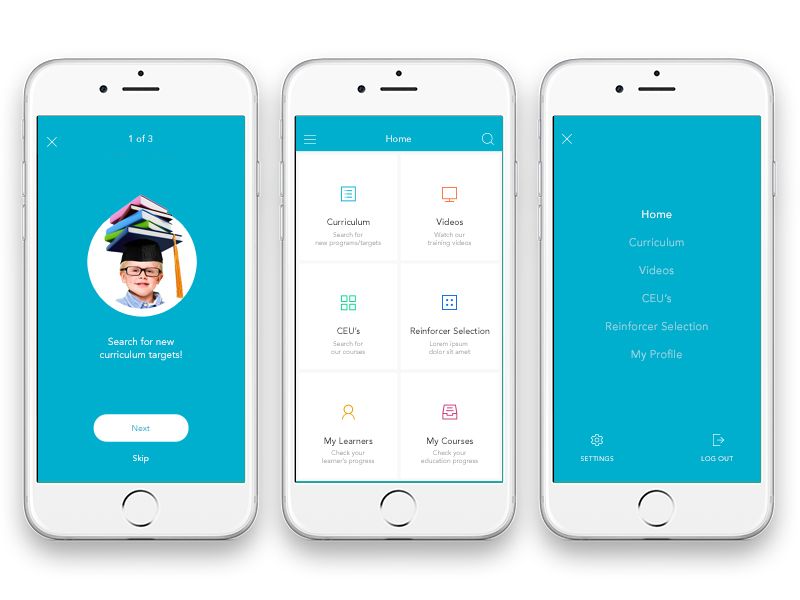 1 of 3
Search for new
curriculum targets!
Next
Skip
Home
Curriculum
Search for
new programs/targets
Videos
Watch our
training videos
CEU's
Search for
our courses
Reinforcer Selection
Lorem ipsum
dolor sit amet
My Learners
Check your
learner's progress
My Courses
Check your
education progress
Home
Curriculum
Videos
CEU's
Reinforcer Selection
My Profile
SETTINGS
LOG OUT